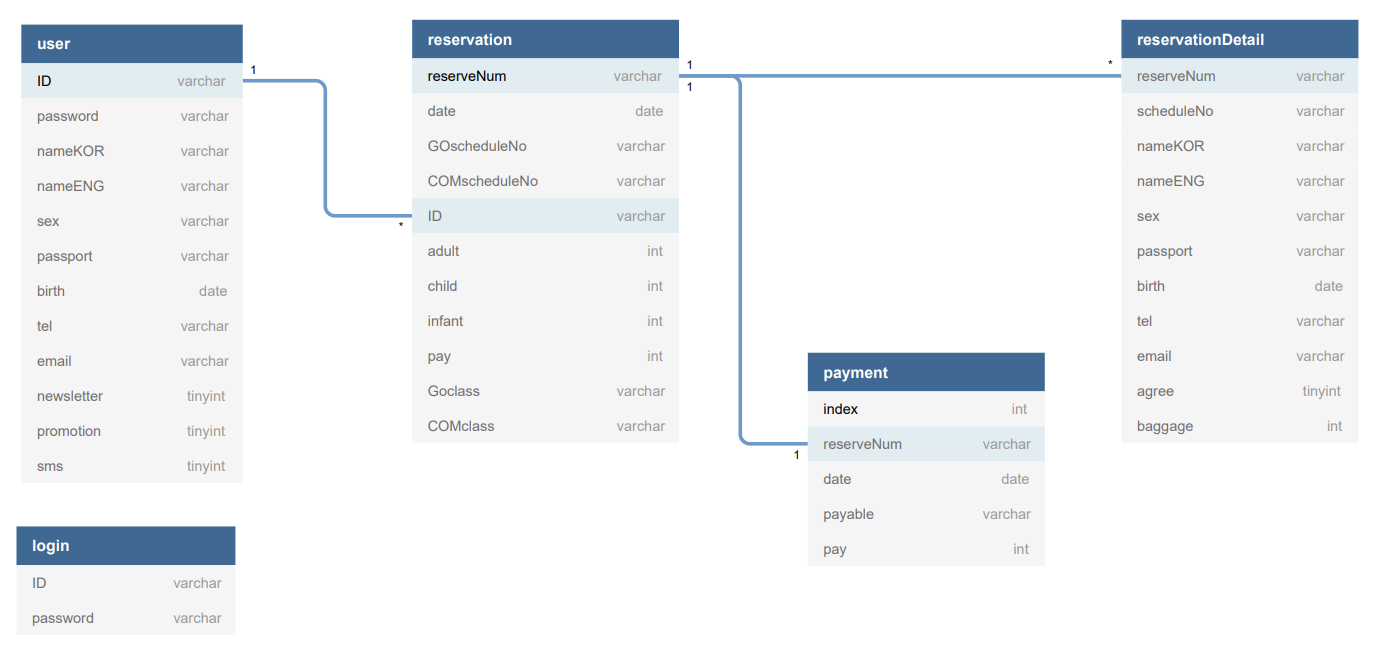 user
ID varchar
password varchar
nameKOR varchar
nameENG varchar
sex varchar
passport varchar
birth date
tel varchar
email varchar
newsletter tinyint
promotion tinyint
sms tinyint
1
*
reservation
reserveNum varchar
date date
GOscheduleNo varchar
COMscheduleNo varchar
ID varchar
adult int
child int
infant int
pay int
Goclass varchar
COMclass varchar
1
1
*
1
reservationDetail
reserveNum varchar
scheduleNo varchar
nameKOR varchar
nameENG varchar
sex varchar
passport varchar
birth date
tel varchar
email varchar
agree tinyint
baggage int
payment
index int
reserveNum varchar
date date
payable varchar
pay int
login
ID varchar
password varchar